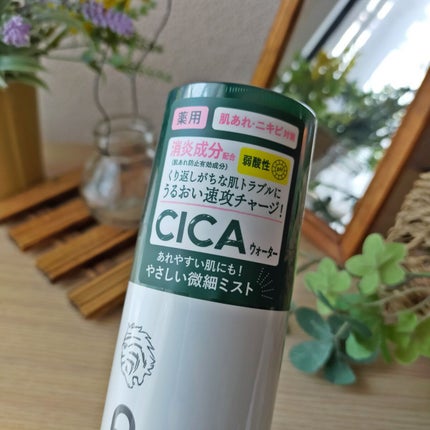 薬用
肌あれ・ニキビ対策
消炎成分配合
(肌あれ防止有効成分)
弱酸性
くり返しがちな肌トラブルに
うるおい速攻チャージ!
CICA ウォーター
あれやすい肌にも!
やさしい微細ミスト